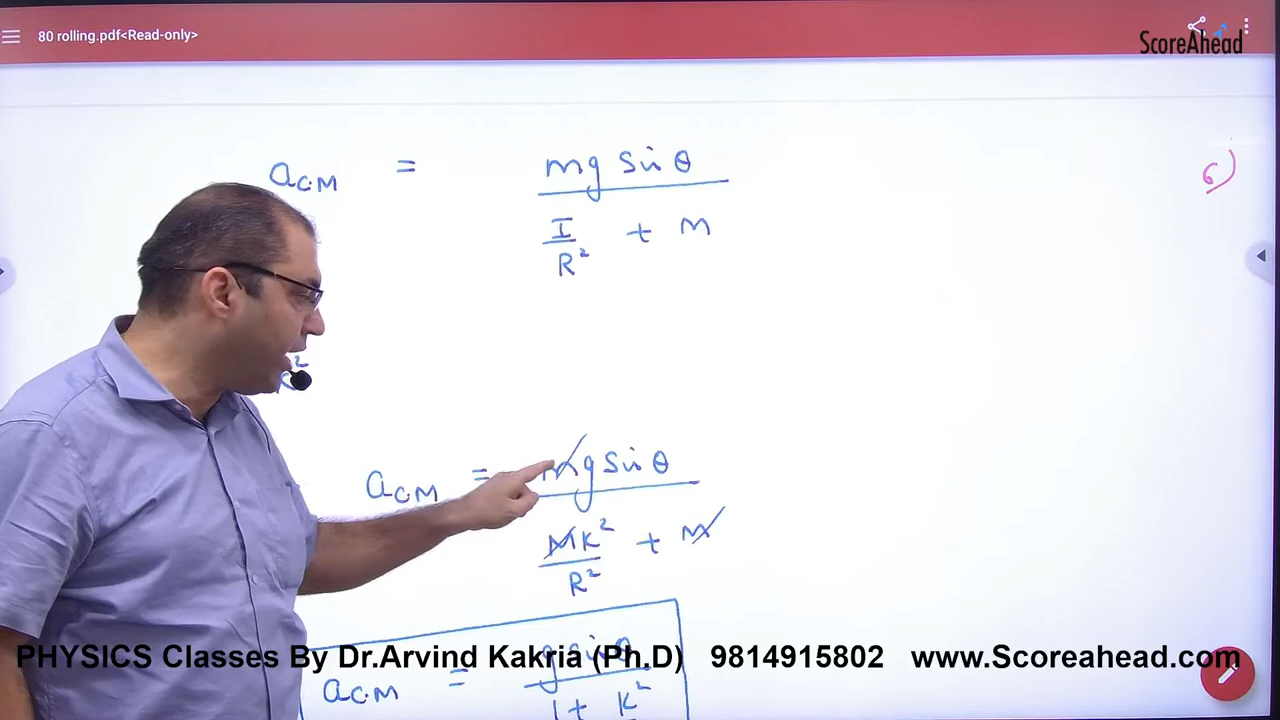 80 rolling.pdf<Read-only>
ScoreAhead
a_CM = mg sin θ
I/R² + m
6)
a_CM = mg sin θ
MK²/R² + m
a_CM = g sin θ
1 + K²
PHYSICS Classes By Dr.Arvind Kakria (Ph.D) 9814915802 www.Scoreahead.com